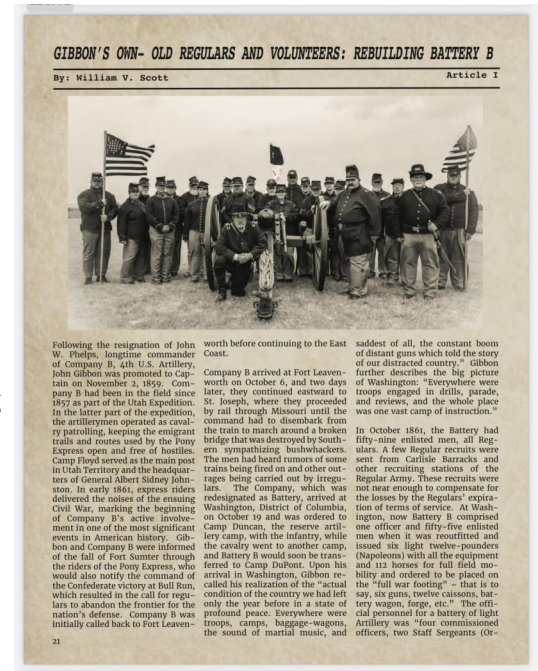 GIBBON'S OWN- OLD REGULARS AND VOLUNTEERS: REBUILDING BATTERY B
By: William V. Scott
Article I
Following the resignation of John
W. Phelps, longtime commander
of Company B, 4th U.S. Artillery,
John Gibbon was promoted to Cap-
tain on November 2, 1859. Com-
pany B had been in the field since
1857 as part of the Utah Expedition.
In the latter part of the expedition,
the artillerymen operated as caval-
ry patrolling, keeping the emigrant
trails and routes used by the Pony
Express open and free of hostiles.
Camp Floyd served as the main post
in Utah Territory and the headquar-
ters of General Albert Sidney John-
ston. In early 1861, express riders
delivered the noises of the ensuing
Civil War, marking the beginning
of Company B's active involve-
ment in one of the most significant
events in American history. Gib-
bon and Company B were informed
of the fall of Fort Sumter through
the riders of the Pony Express, who
would also notify the command of
the Confederate victory at Bull Run,
which resulted in the call for regu-
lars to abandon the frontier for the
nation's defense. Company B was
initially called back to Fort Leaven-
worth before continuing to the East
Coast.
Company B arrived at Fort Leaven-
worth on October 6, and two days
later, they continued eastward to
St. Joseph, where they proceeded
by rail through Missouri until the
command had to disembark from
the train to march around a broken
bridge that was destroyed by South-
ern sympathizing bushwhackers.
The men had heard rumors of some
trains being fired on and other out-
rages being carried out by irregu-
lars. The Company, which was
redesignated as Battery, arrived at
Washington, District of Columbia,
on October 19 and was ordered to
Camp Duncan, the reserve artil-
lery camp, with the infantry, while
the cavalry went to another camp,
and Battery B would soon be trans-
ferred to Camp DuPont. Upon his
arrival in Washington, Gibbon re-
called his realization of the "actual
condition of the country we had left
only the year before in a state of
profound peace. Everywhere were
troops, camps, baggage-wagons,
the sound of martial music, and
saddest of all, the constant boom
of distant guns which told the story
of our distracted country." Gibbon
further describes the big picture
of Washington: "Everywhere were
troops engaged in drills, parade,
and reviews, and the whole place
was one vast camp of instruction."
In October 1861, the Battery had
fifty-nine enlisted men, all Reg-
ulars. A few Regular recruits were
sent from Carlisle Barracks and
other recruiting stations of the
Regular Army. These recruits were
not near enough to compensate for
the losses by the Regulars' expira-
tion of terms of service. At Wash-
ington, now Battery B comprised
one officer and fifty-five enlisted
men when it was reoutfitted and
issued six light twelve-pounders
(Napoleons) with all the equipment
and 112 horses for full field mo-
bility and ordered to be placed on
the "full war footing" – that is to
say, six guns, twelve caissons, bat-
tery wagon, forge, etc." The offi-
cial personnel for a battery of light
Artillery was "four commissioned
officers, two Staff Sergeants (Or-
21